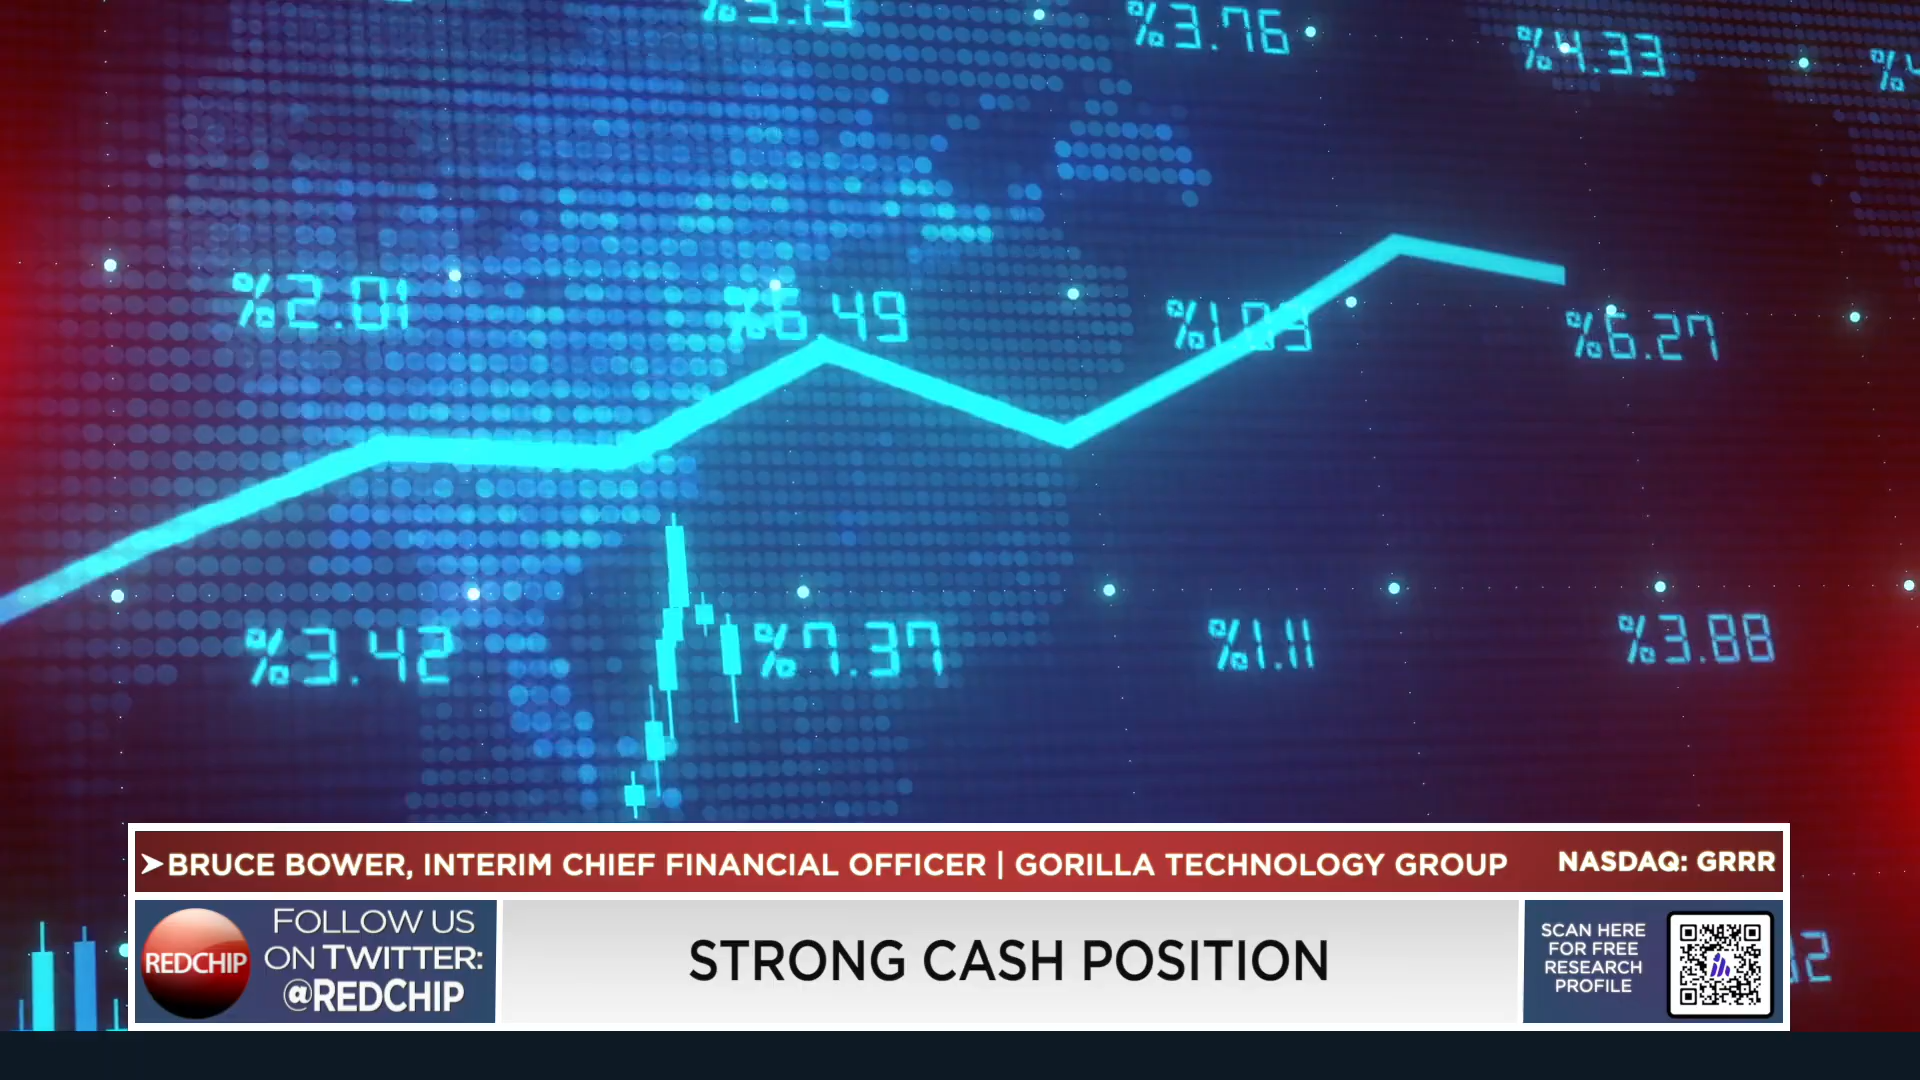 %3.76
%4.33
%2.01
%6.49
%6.27
%3.42
%7.37
%1.11
%3.88
➤BRUCE BOWER, INTERIM CHIEF FINANCIAL OFFICER | GORILLA TECHNOLOGY GROUP NASDAQ: GRRR
REDCHIP
FOLLOW US
ON TWITTER:
@REDCHIP
STRONG CASH POSITION
SCAN HERE
FOR FREE
RESEARCH
PROFILE